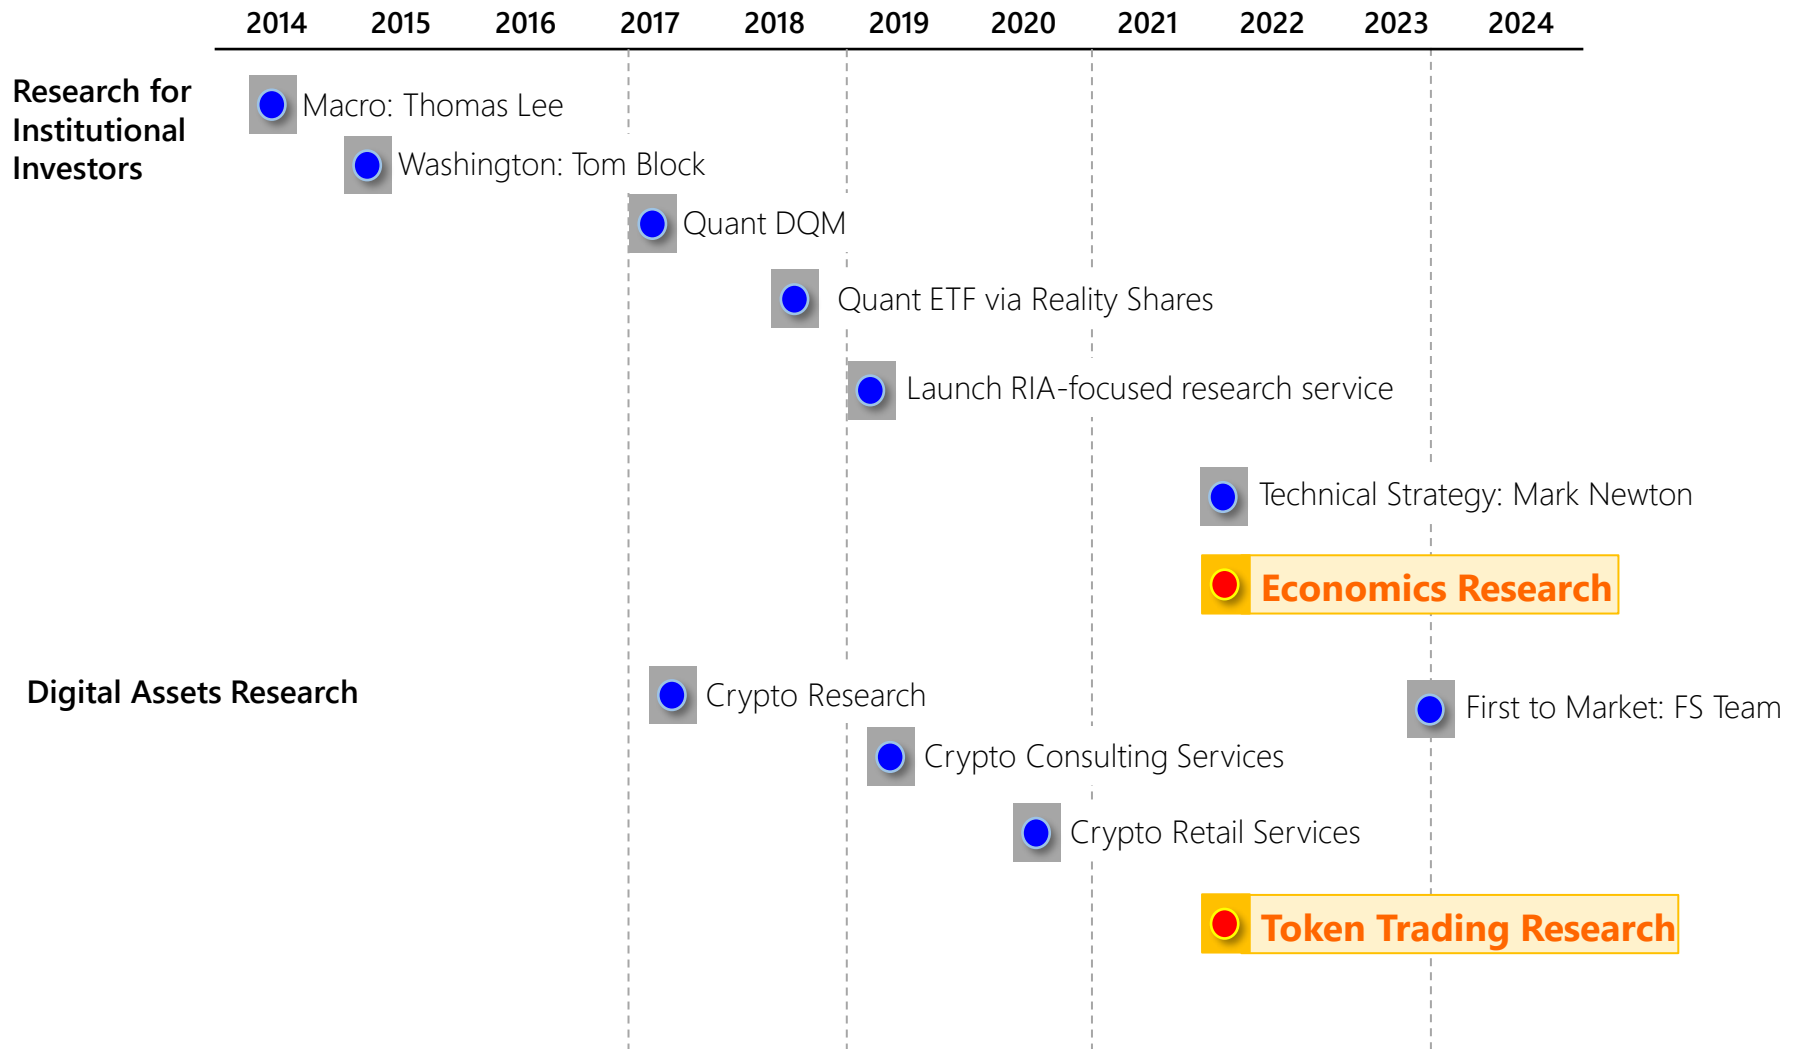 2014 2015 2016 2017 2018 2019 2020 2021 2022 2023 2024
Research for
Institutional
Investors
Macro: Thomas Lee
Washington: Tom Block
Quant DQM
Quant ETF via Reality Shares
Launch RIA-focused research service
Technical Strategy: Mark Newton
Economics Research
Digital Assets Research
Crypto Research
First to Market: FS Team
Crypto Consulting Services
Crypto Retail Services
Token Trading Research